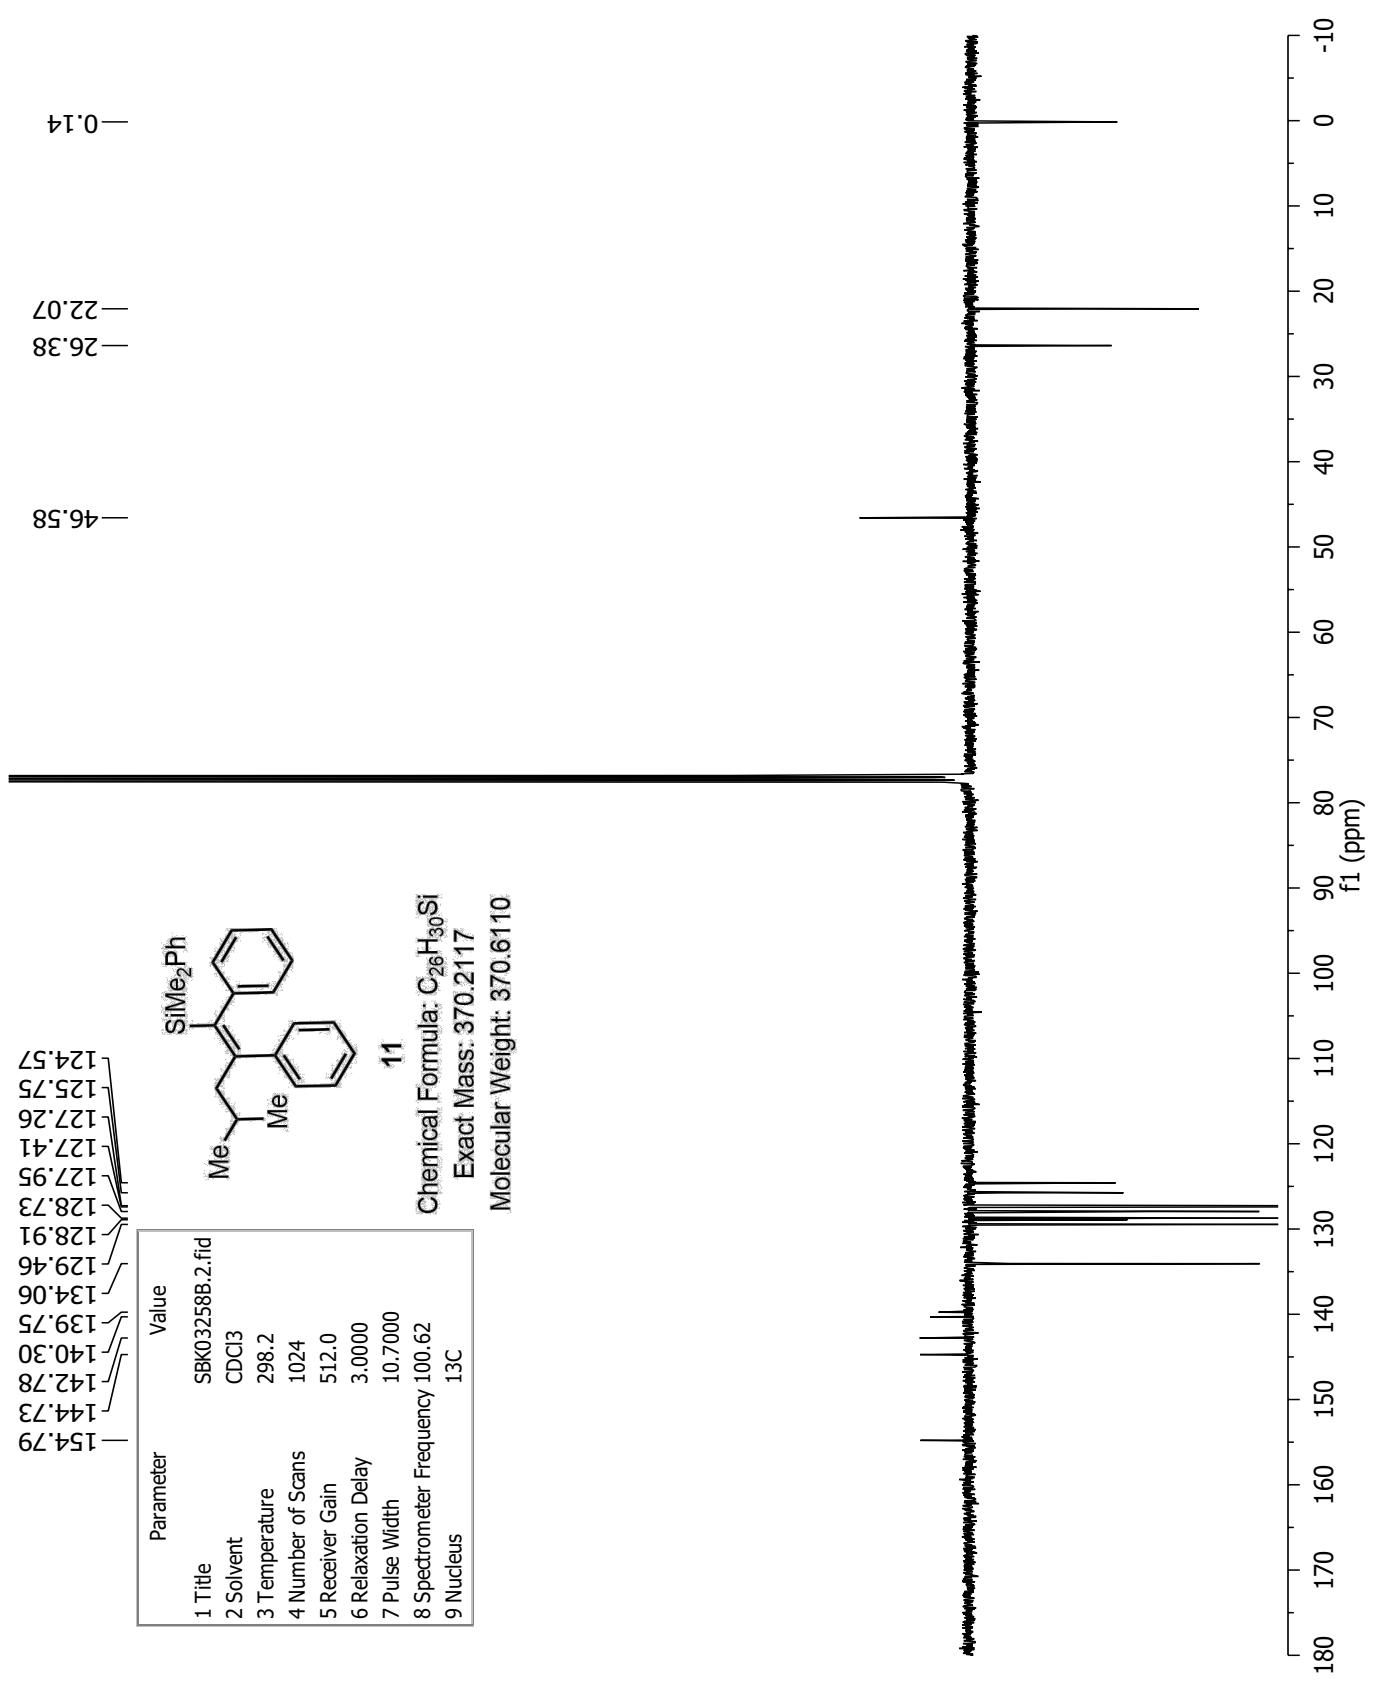 154.79
144.73
142.78
140.30
139.75
134.06
129.46
128.91
128.73
127.95
127.41
127.26
125.75
124.57
46.58
26.38
22.07
0.14
Parameter Value
1 Title SBK03258B.2.fid
2 Solvent CDCl3
3 Temperature 298.2
4 Number of Scans 1024
5 Receiver Gain 512.0
6 Relaxation Delay 3.0000
7 Pulse Width 10.7000
8 Spectrometer Frequency 100.62
9 Nucleus 13C
SiMe₂Ph
Me
Me
11
Chemical Formula: C₂₆H₃₀Si
Exact Mass: 370.2117
Molecular Weight: 370.6110
180 170 160 150 140 130 120 110 100 90 80 70 60 50 40 30 20 10 0 -10
f1 (ppm)